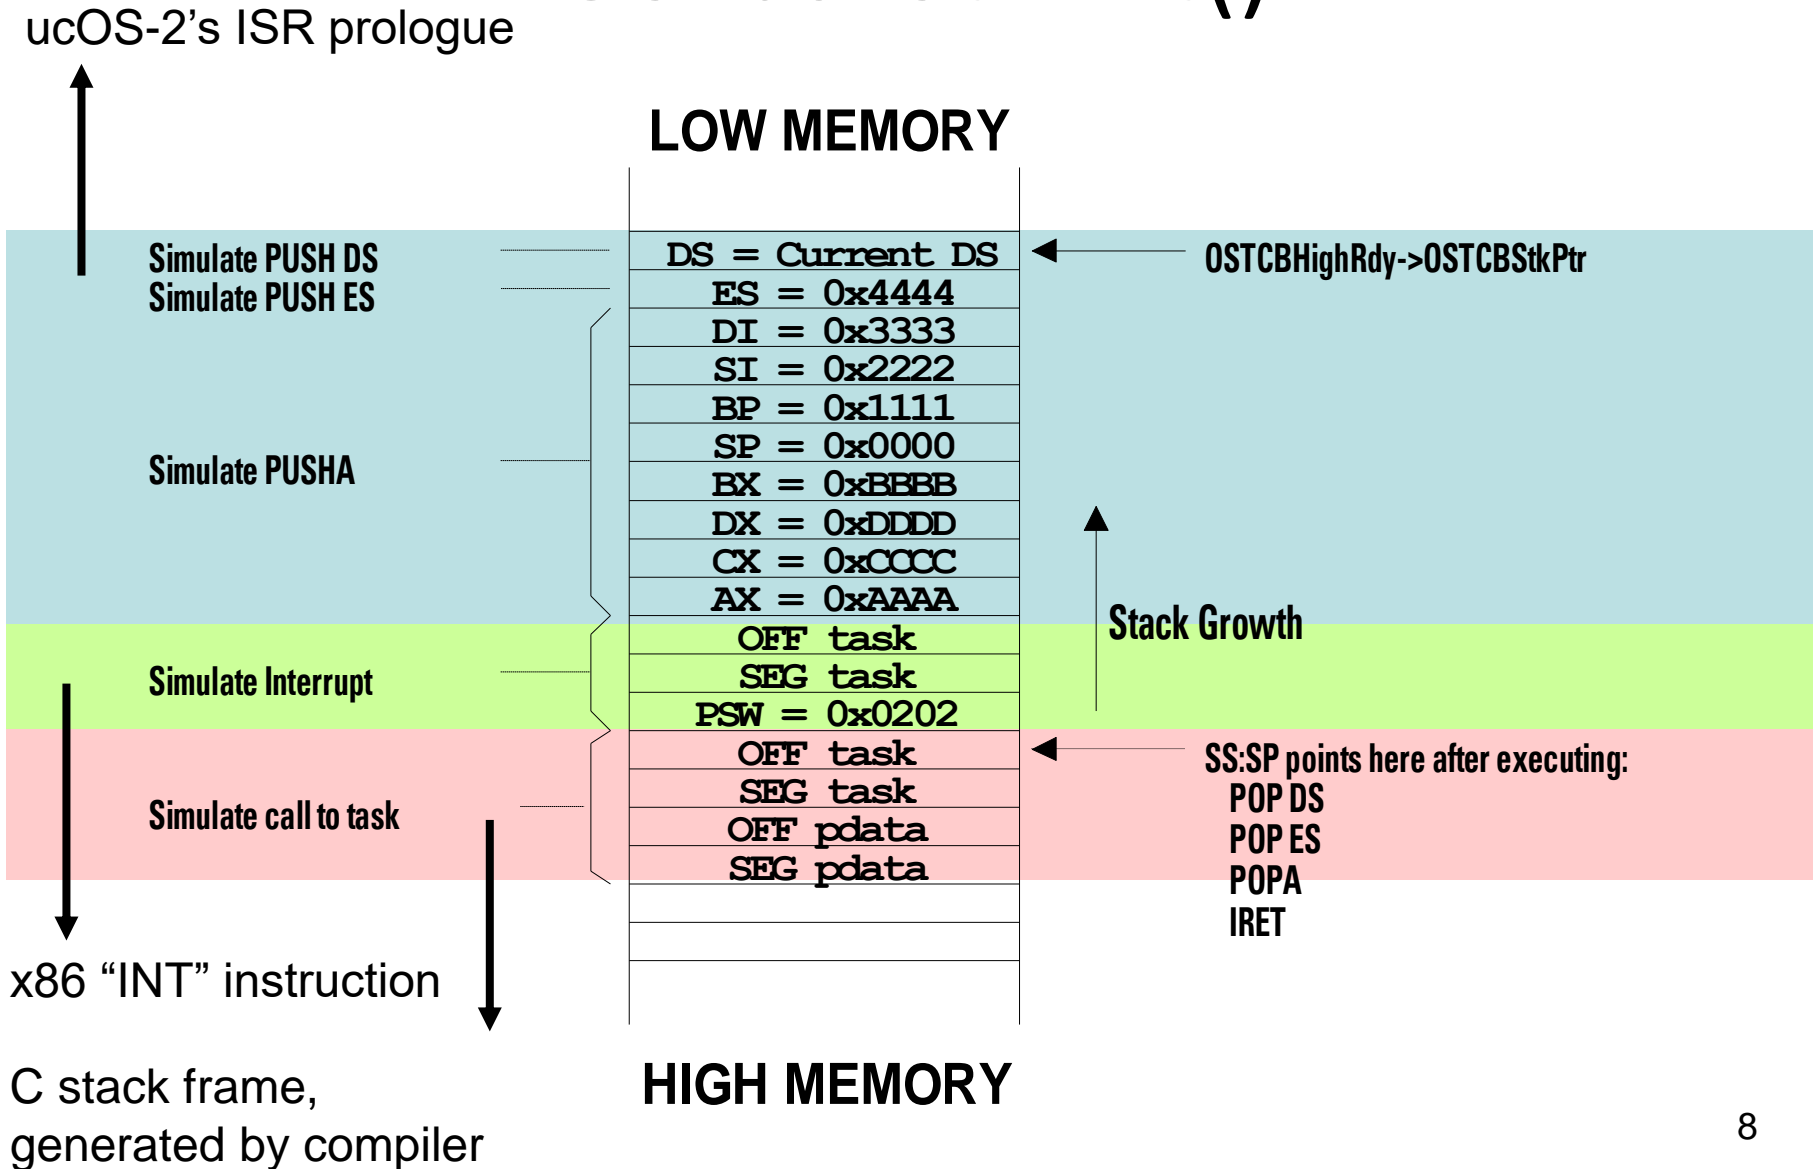 ucOS-2’s ISR prologue
LOW MEMORY
Simulate PUSH DS
Simulate PUSH ES
Simulate PUSHA
Simulate Interrupt
Simulate call to task
DS = Current DS
ES = 0x4444
DI = 0x3333
SI = 0x2222
BP = 0x1111
SP = 0x0000
BX = 0xBBBB
DX = 0xDDDD
CX = 0xCCCC
AX = 0xAAAA
OFF task
SEG task
PSW = 0x0202
OFF task
SEG task
OFF pdata
SEG pdata
OSTCBHighRdy->OSTCBStkPtr
Stack Growth
SS:SP points here after executing:
POP DS
POP ES
POPA
IRET
x86 “INT” instruction
C stack frame,
generated by compiler
HIGH MEMORY
8